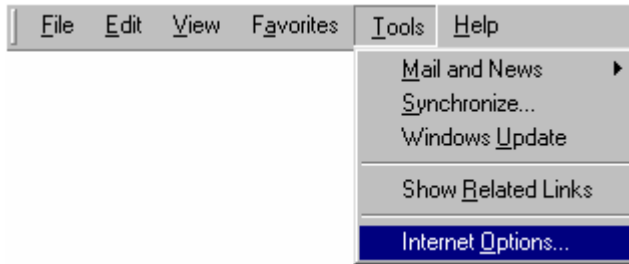 File Edit View Favorites Tools Help
Mail and News
Synchronize...
Windows Update
Show Related Links
Internet Options...